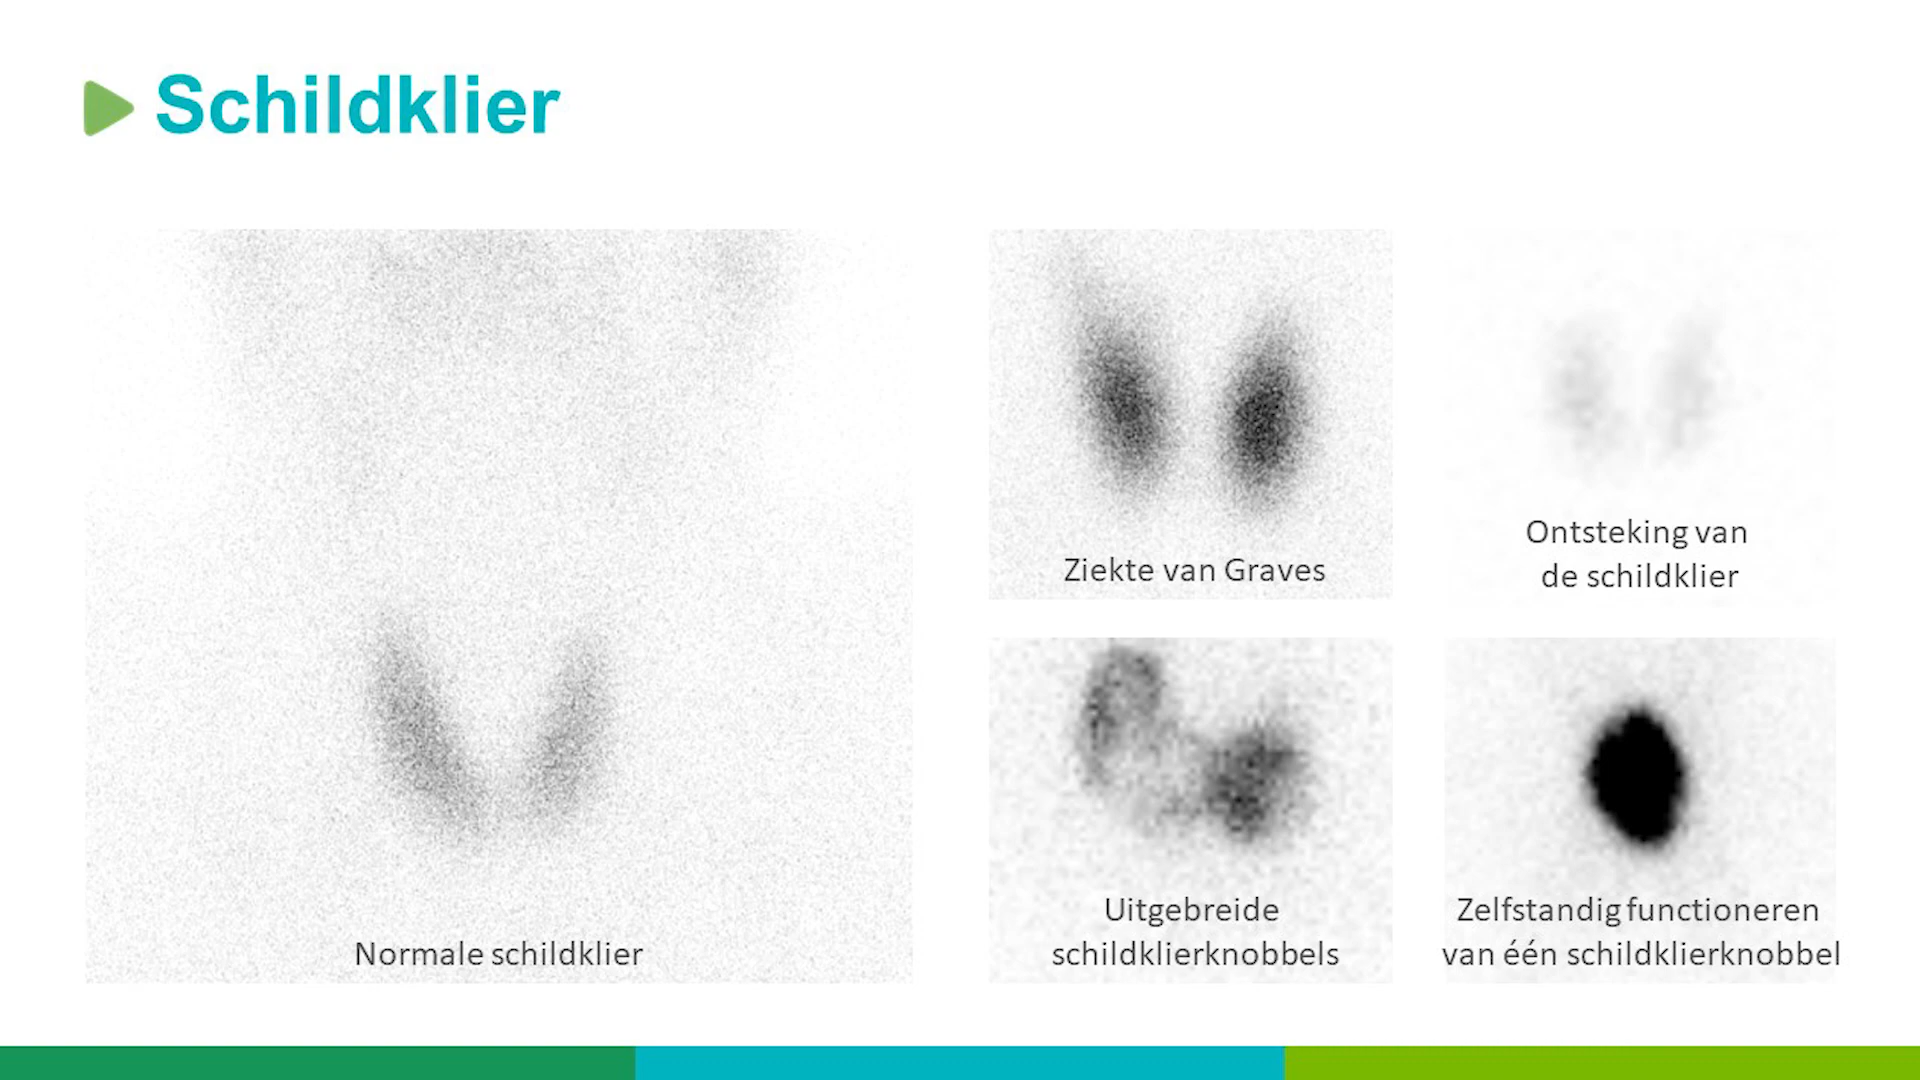 Schildklier
Normale schildklier
Ziekte van Graves
Ontsteking van
de schildklier
Uitgebreide
schildklierknobbels
Zelfstandig functioneren
van één schildklierknobbel